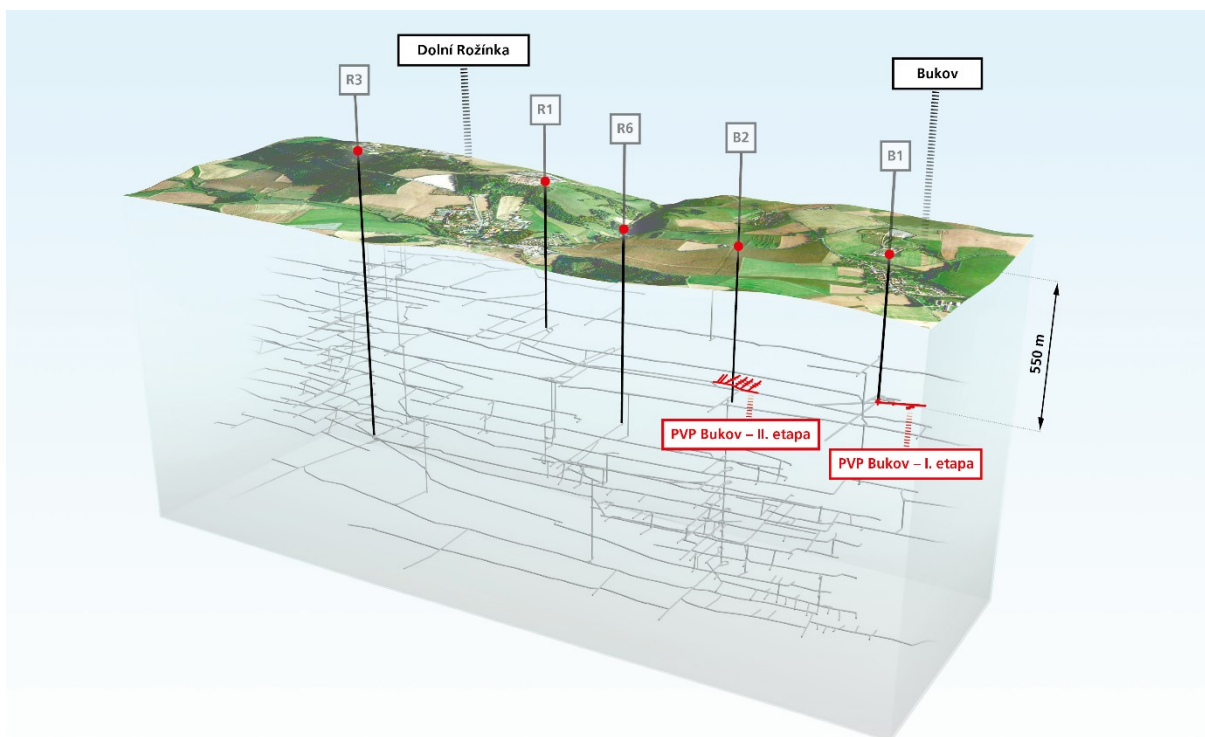 Dolní Rožínka
Bukov
R3
R1
R6
B2
B1
550 m
PVP Bukov – II. etapa
PVP Bukov – I. etapa